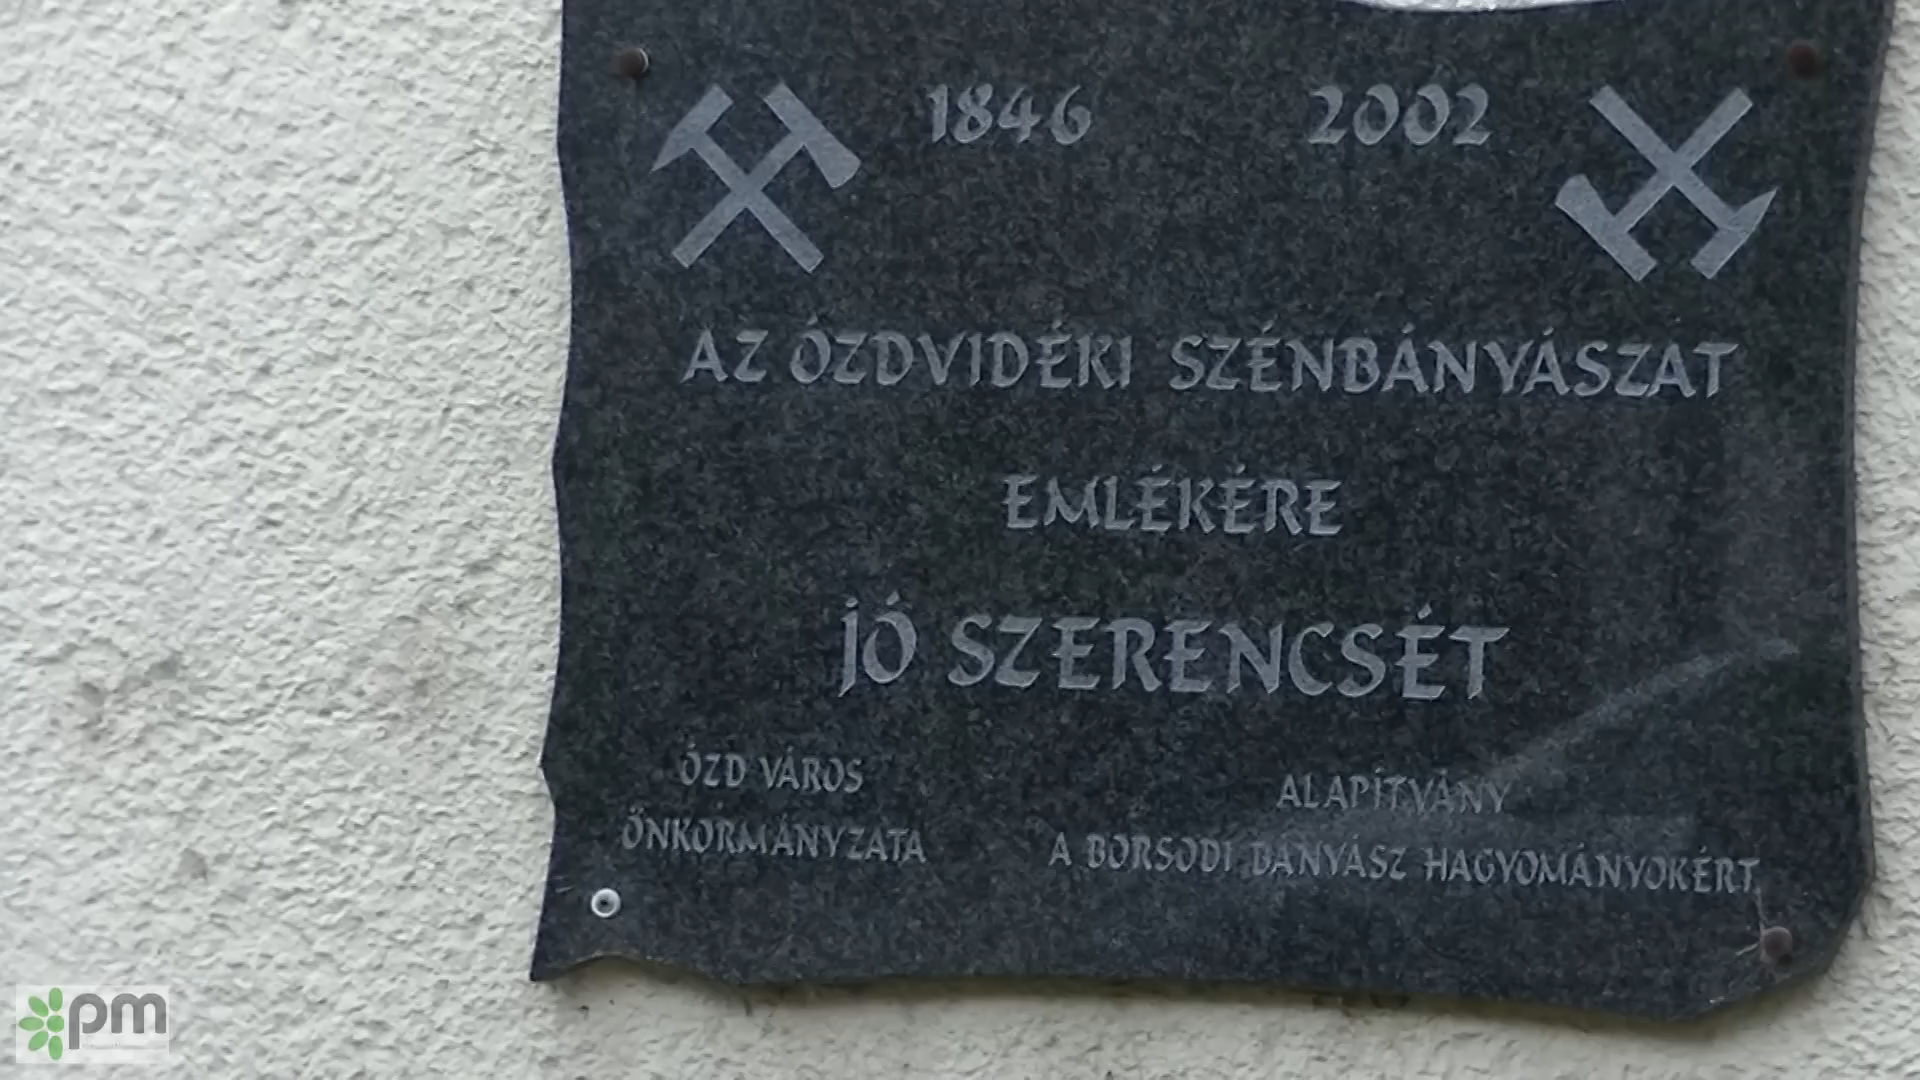 1846 2002
AZ ÓZDVIDÉKI SZÉNBÁNYÁSZAT
EMLÉKÉRE
JÓ SZERENCSÉT
ÓZD VÁROS
ÖNKORMÁNYZATA
ALAPÍTVÁNY
A BORSODI BÁNYÁSZ HAGYOMÁNYOKÉRT
pm